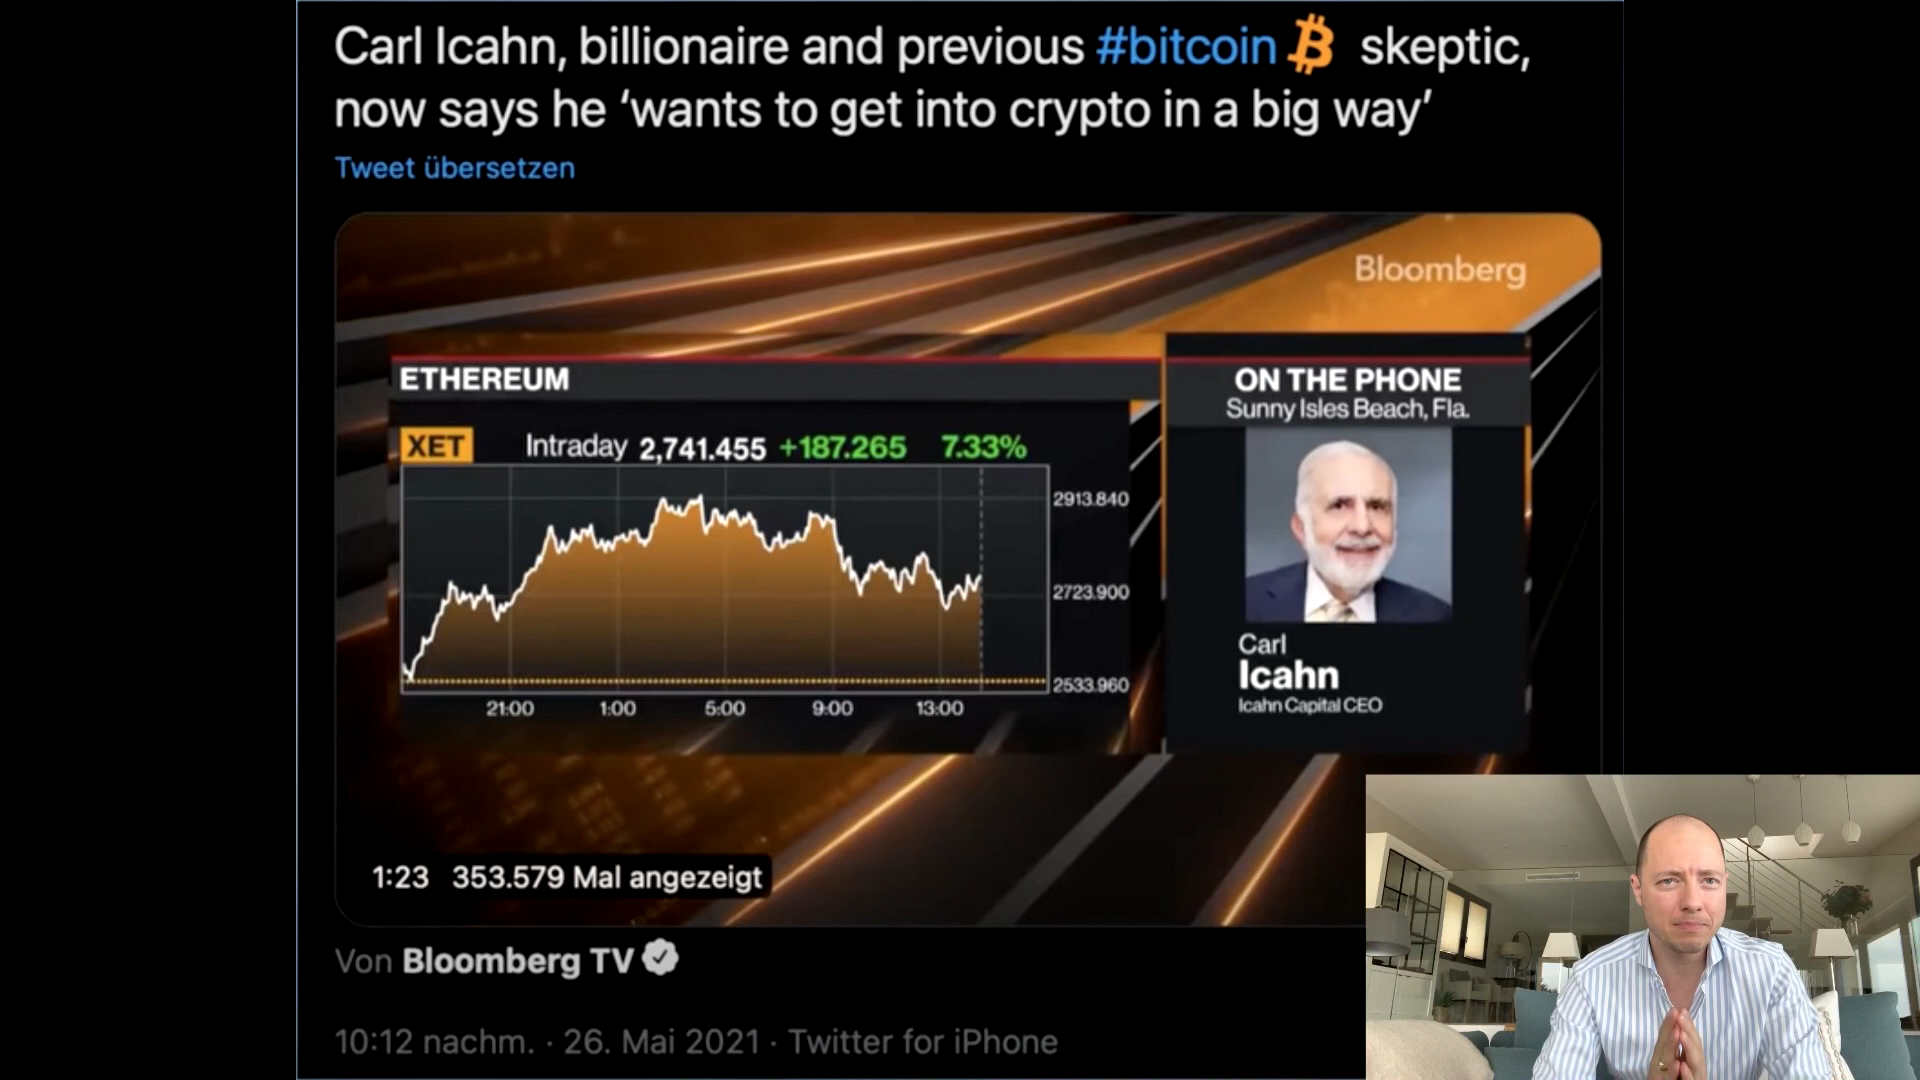 Carl Icahn, billionaire and previous #bitcoin skeptic,
now says he ‘wants to get into crypto in a big way’
Tweet übersetzen
Bloomberg
ETHEREUM
XET Intraday 2,741.455 +187.265 7.33%
2913.840
2723.900
2533.960
21:00 1:00 5:00 9:00 13:00
ON THE PHONE
Sunny Isles Beach, Fla.
Carl
Icahn
Icahn Capital CEO
1:23 353.579 Mal angezeigt
Von Bloomberg TV
10:12 nachm. · 26. Mai 2021 · Twitter for iPhone